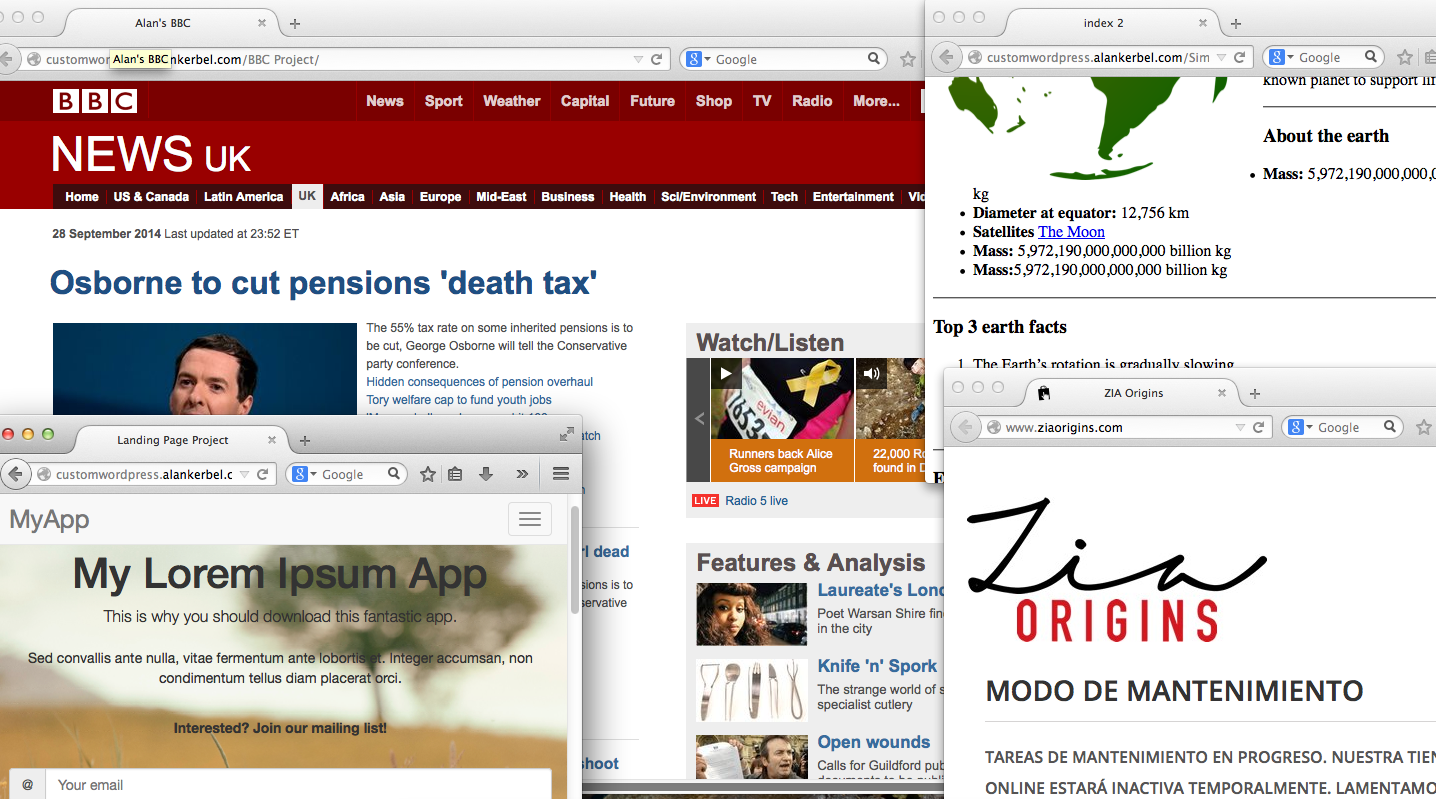 Alan's BBC
customwor
Alan's BBC
nkerbel.com/BBC Project/
Google
BBC
News Sport Weather Capital Future Shop TV Radio More...
NEWS UK
Home US & Canada Latin America UK Africa Asia Europe Mid-East Business Health Sci/Environment Tech Entertainment Vic
28 September 2014 Last updated at 23:52 ET
Osborne to cut pensions 'death tax'
The 55% tax rate on some inherited pensions is to
be cut, George Osborne will tell the Conservative
party conference.
Hidden consequences of pension overhaul
Tory welfare cap to fund youth jobs
atch
rl dead
sions is to
servative
shoot
Watch/Listen
evian
Runners back Alice
Gross campaign
22,000 Ro
found in D
LIVE Radio 5 live
Features & Analysis
Laureate's Lond
Poet Warsan Shire fin
in the city
Knife 'n' Spork
The strange world of s
specialist cutlery
Open wounds
Calls for Guildford pub
documents to be publi
index 2
customwordpress.alankerbel.com/Sim
Google
known planet to support life
About the earth
Mass: 5,972,190,000,000,0
kg
Diameter at equator: 12,756 km
Satellites The Moon
Mass: 5,972,190,000,000,000 billion kg
Mass:5,972,190,000,000,000 billion kg
Top 3 earth facts
1. The Earth's rotation is gradually slowing
Landing Page Project
customwordpress.alankerbel.c
Google
MyApp
My Lorem Ipsum App
This is why you should download this fantastic app.
Sed convallis ante nulla, vitae fermentum ante lobortis et. Integer accumsan, non
condimentum tellus diam placerat orci.
Interested? Join our mailing list!
@ Your email
ZIA Origins
www.ziaorigins.com
Google
Zia
ORIGINS
MODO DE MANTENIMIENTO
TAREAS DE MANTENIMIENTO EN PROGRESO. NUESTRA TIEN
ONLINE ESTARÁ INACTIVA TEMPORALMENTE. LAMENTAMO